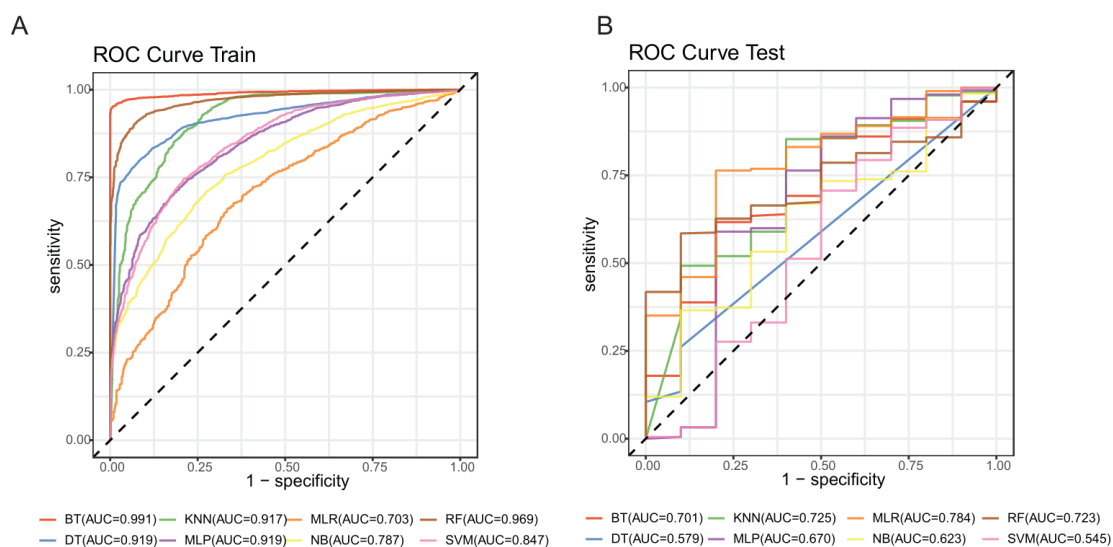 A
ROC Curve Train
1.00
0.75
0.50
0.25
0.00
sensitivity
0.00 0.25 0.50 0.75 1.00
1 − specificity
BT(AUC=0.991) KNN(AUC=0.917) MLR(AUC=0.703) RF(AUC=0.969)
DT(AUC=0.919) MLP(AUC=0.919) NB(AUC=0.787) SVM(AUC=0.847)
B
ROC Curve Test
1.00
0.75
0.50
0.25
0.00
sensitivity
0.00 0.25 0.50 0.75 1.00
1 − specificity
BT(AUC=0.701) KNN(AUC=0.725) MLR(AUC=0.784) RF(AUC=0.723)
DT(AUC=0.579) MLP(AUC=0.670) NB(AUC=0.623) SVM(AUC=0.545)